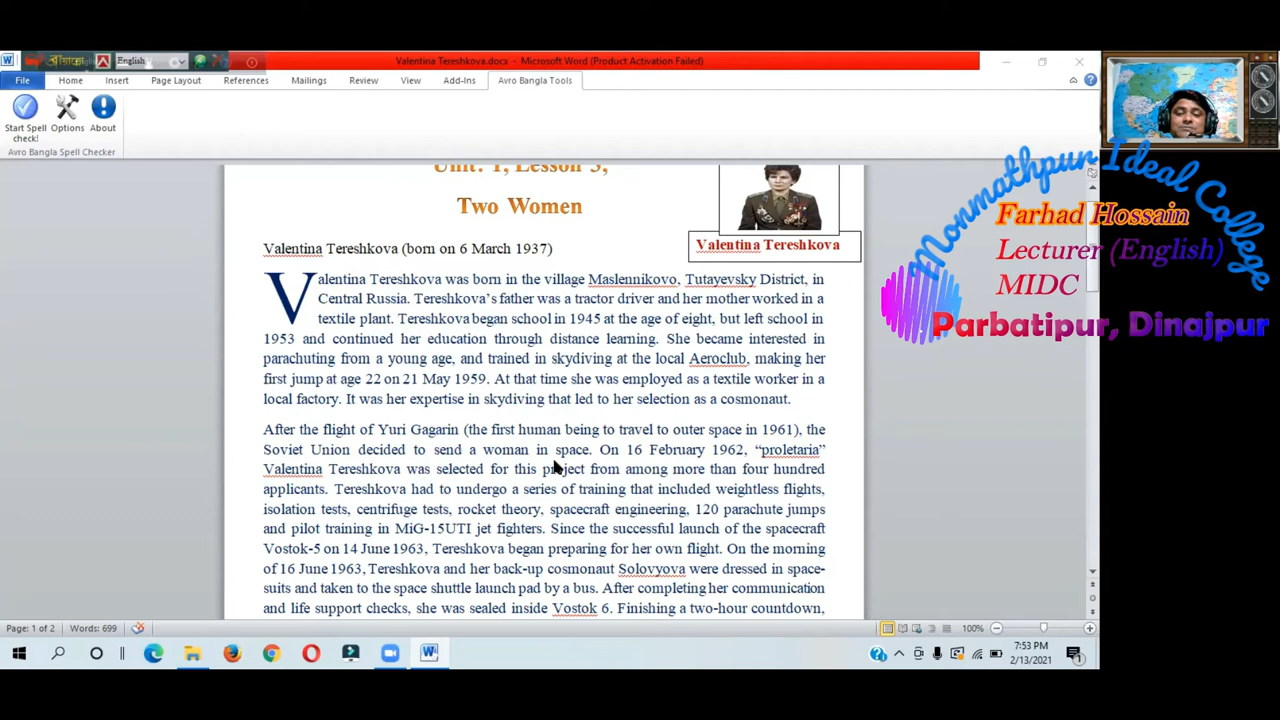 English
Valentina Tereshkova.docx - Microsoft Word (Product Activation Failed)
File Home Insert Page Layout References Mailings Review View Add-Ins Avro Bangla Tools
Start Spell check! Options About
Avro Bangla Spell Checker
Unit: 1, Lesson 3,
Two Women
Valentina Tereshkova
Valentina Tereshkova (born on 6 March 1937)
Valentina Tereshkova was born in the village Maslennikovo, Tutayevsky District, in
Central Russia. Tereshkova's father was a tractor driver and her mother worked in a
textile plant. Tereshkova began school in 1945 at the age of eight, but left school in
1953 and continued her education through distance learning. She became interested in
parachuting from a young age, and trained in skydiving at the local Aeroclub, making her
first jump at age 22 on 21 May 1959. At that time she was employed as a textile worker in a
local factory. It was her expertise in skydiving that led to her selection as a cosmonaut.
After the flight of Yuri Gagarin (the first human being to travel to outer space in 1961), the
Soviet Union decided to send a woman in space. On 16 February 1962, “proletaria”
Valentina Tereshkova was selected for this project from among more than four hundred
applicants. Tereshkova had to undergo a series of training that included weightless flights,
isolation tests, centrifuge tests, rocket theory, spacecraft engineering, 120 parachute jumps
and pilot training in MiG-15UTI jet fighters. Since the successful launch of the spacecraft
Vostok-5 on 14 June 1963, Tereshkova began preparing for her own flight. On the morning
of 16 June 1963, Tereshkova and her back-up cosmonaut Solovyova were dressed in space-
suits and taken to the space shuttle launch pad by a bus. After completing her communication
and life support checks, she was sealed inside Vostok 6. Finishing a two-hour countdown,
Page: 1 of 2 Words: 699
100%
7:53 PM
2/13/2021
1
Monmathpur Ideal College
Farhad Hossain
Lecturer (English)
MIDC
Parbatipur, Dinajpur